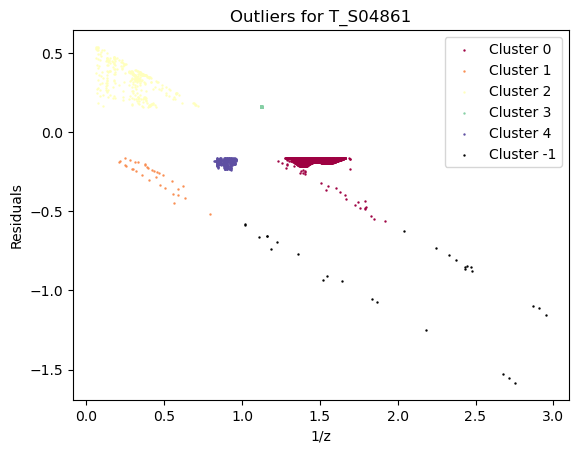 Outliers for T_S04861
Cluster 0
Cluster 1
Cluster 2
Cluster 3
Cluster 4
Cluster -1
Residuals
0.5
0.0
−0.5
−1.0
−1.5
0.0 0.5 1.0 1.5 2.0 2.5 3.0
1/z